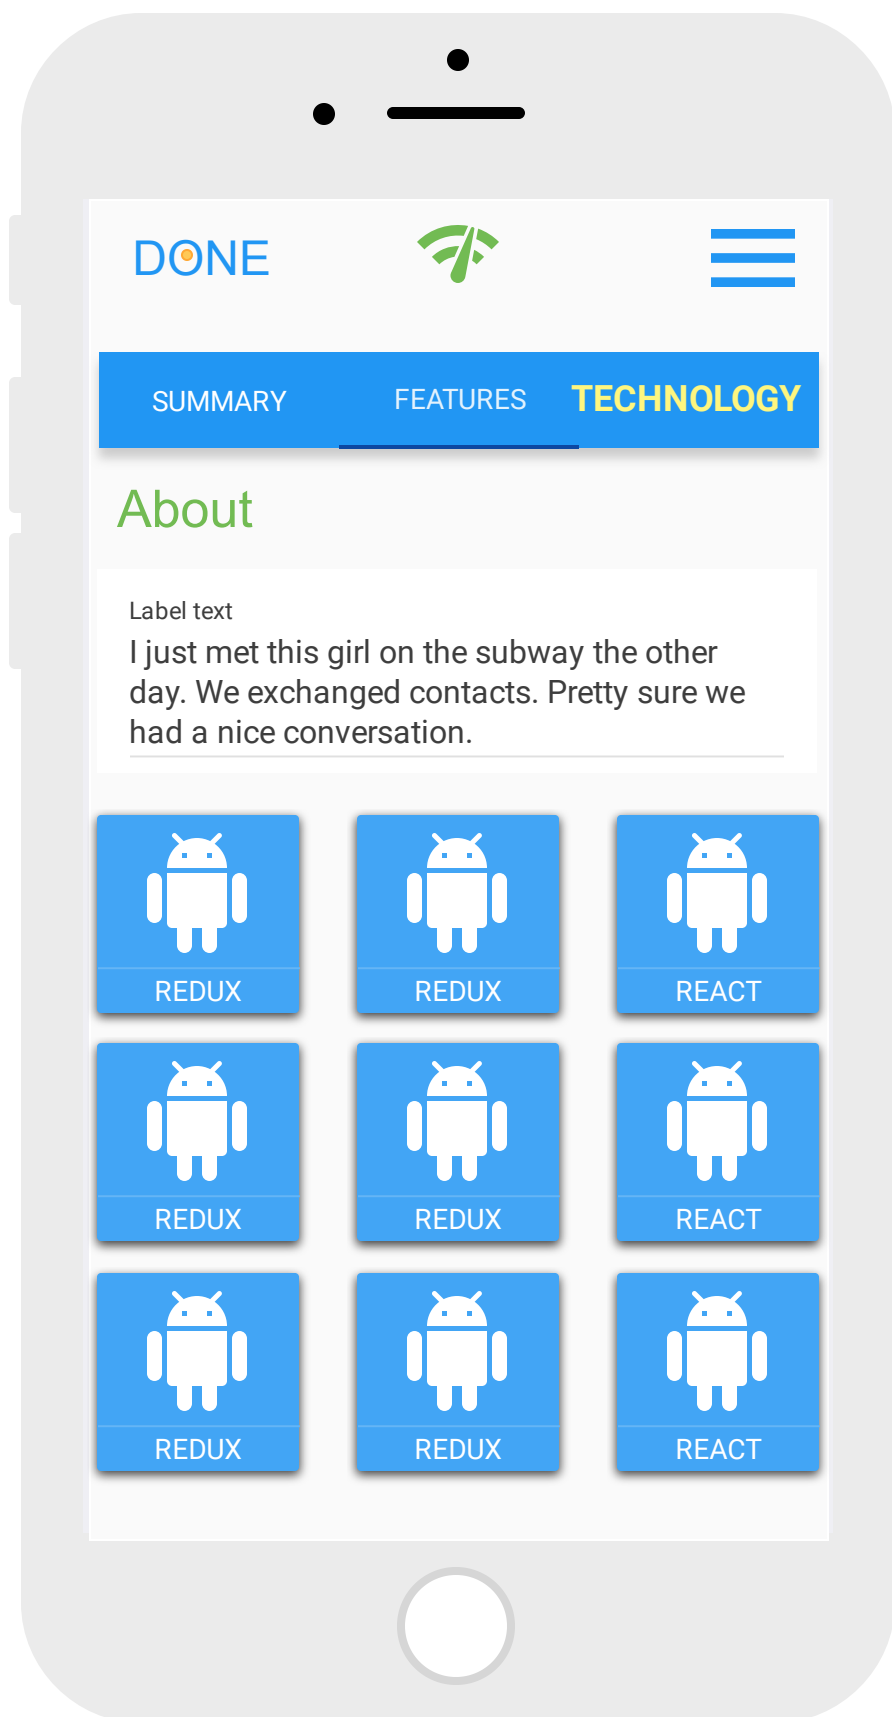 DONE
SUMMARY FEATURES TECHNOLOGY
About
Label text
I just met this girl on the subway the other
day. We exchanged contacts. Pretty sure we
had a nice conversation.
REDUX REDUX REACT
REDUX REDUX REACT
REDUX REDUX REACT